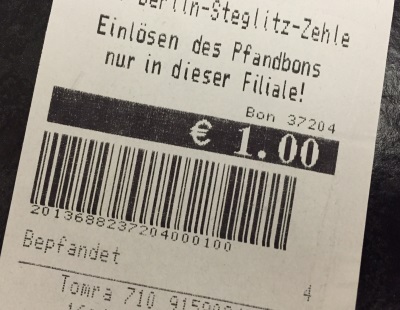 Berlin-Steglitz-Zehle
Einlösen des Pfandbons
nur in dieser Filiale!
Bon 37204
€ 1.00
2013688237204000100
Bepfandet 4
Tomra 710